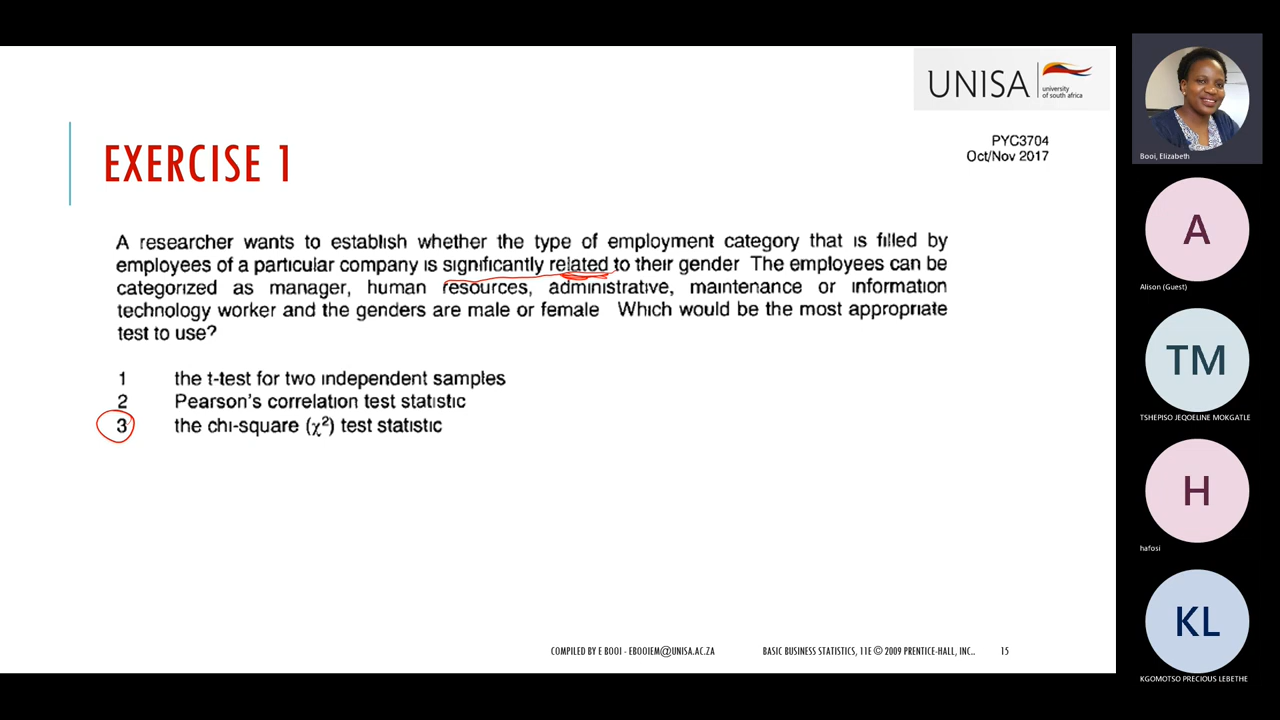 UNISA
university
of south africa
PYC3704
Oct/Nov 2017
EXERCISE 1
A researcher wants to establish whether the type of employment category that is filled by
employees of a particular company is significantly related to their gender The employees can be
categorized as manager, human resources, administrative, maintenance or information
technology worker and the genders are male or female Which would be the most appropriate
test to use?
1 the t-test for two independent samples
2 Pearson's correlation test statistic
3 the chi-square (χ²) test statistic
COMPILED BY E BOOI - EBOOIEM@UNISA.AC.ZA BASIC BUSINESS STATISTICS, 11E © 2009 PRENTICE-HALL, INC.. 15
Booi, Elizabeth
A
Alison (Guest)
TM
TSHEPISO JEQOELINE MOKGATLE
H
hafosi
KL
KGOMOTSO PRECIOUS LEBETHE